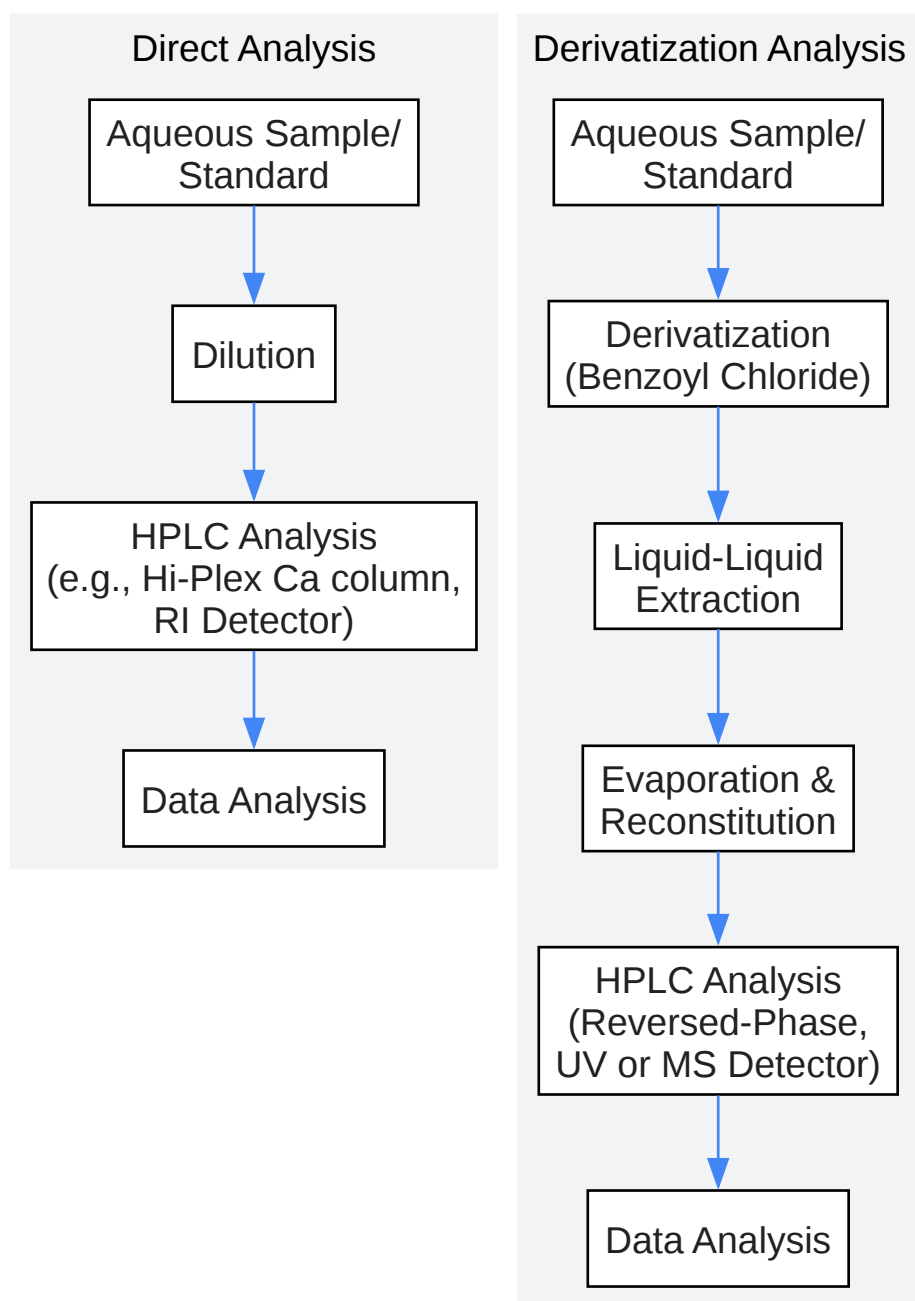 Direct Analysis
Aqueous Sample/
Standard
Dilution
HPLC Analysis
(e.g., Hi-Plex Ca column,
RI Detector)
Data Analysis
Derivatization Analysis
Aqueous Sample/
Standard
Derivatization
(Benzoyl Chloride)
Liquid-Liquid
Extraction
Evaporation &
Reconstitution
HPLC Analysis
(Reversed-Phase,
UV or MS Detector)
Data Analysis